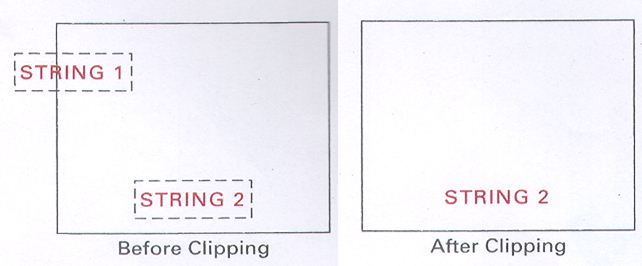 STRING 1
STRING 2
Before Clipping
STRING 2
After Clipping